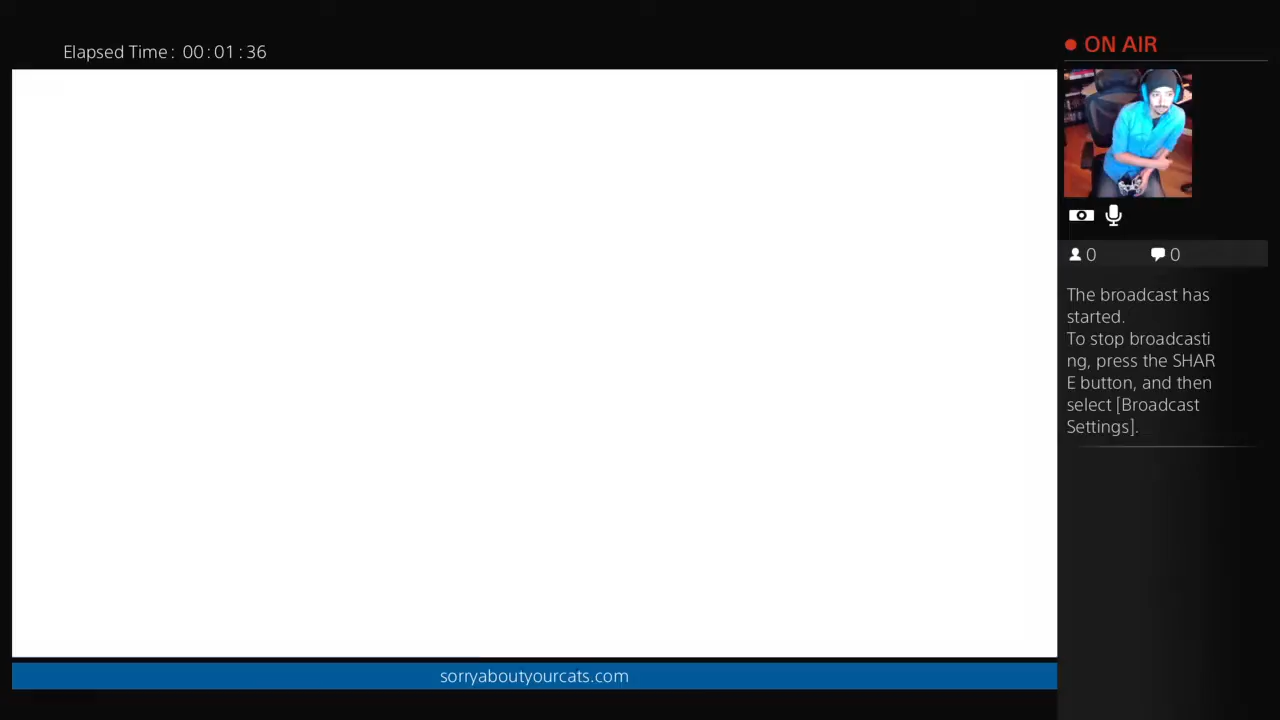 Elapsed Time: 00:01:36
ON AIR
0
0
The broadcast has
started.
To stop broadcasti
ng, press the SHAR
E button, and then
select [Broadcast
Settings].
sorryaboutyourcats.com